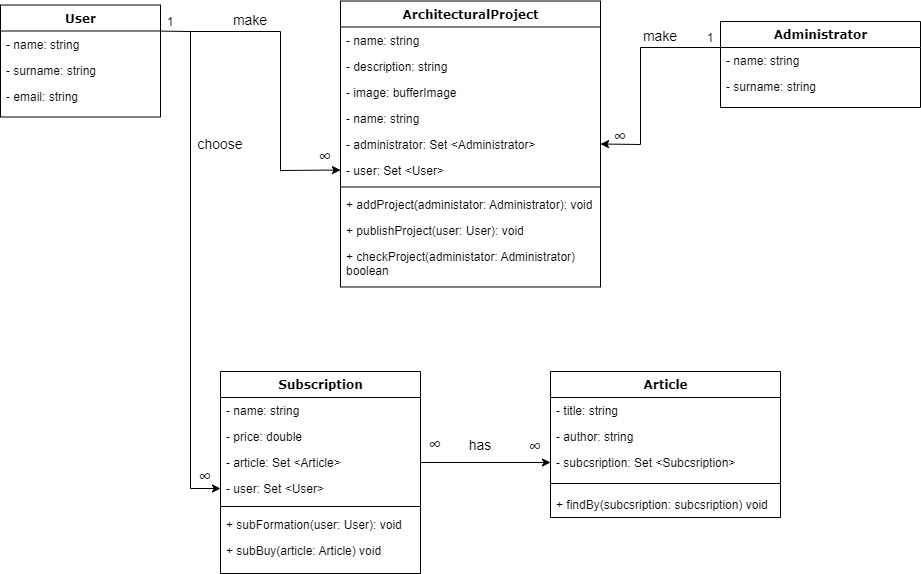 User
- name: string
- surname: string
- email: string
1
make
choose
∞
ArchitecturalProject
- name: string
- description: string
- image: bufferImage
- name: string
- administrator: Set <Administrator>
- user: Set <User>
+ addProject(administator: Administrator): void
+ publishProject(user: User): void
+ checkProject(administator: Administrator)
boolean
make
1
∞
Administrator
- name: string
- surname: string
∞
Subscription
- name: string
- price: double
- article: Set <Article>
- user: Set <User>
+ subFormation(user: User): void
+ subBuy(article: Article) void
∞
has
∞
Article
- title: string
- author: string
- subcsription: Set <Subcsription>
+ findBy(subcsription: subcsription) void